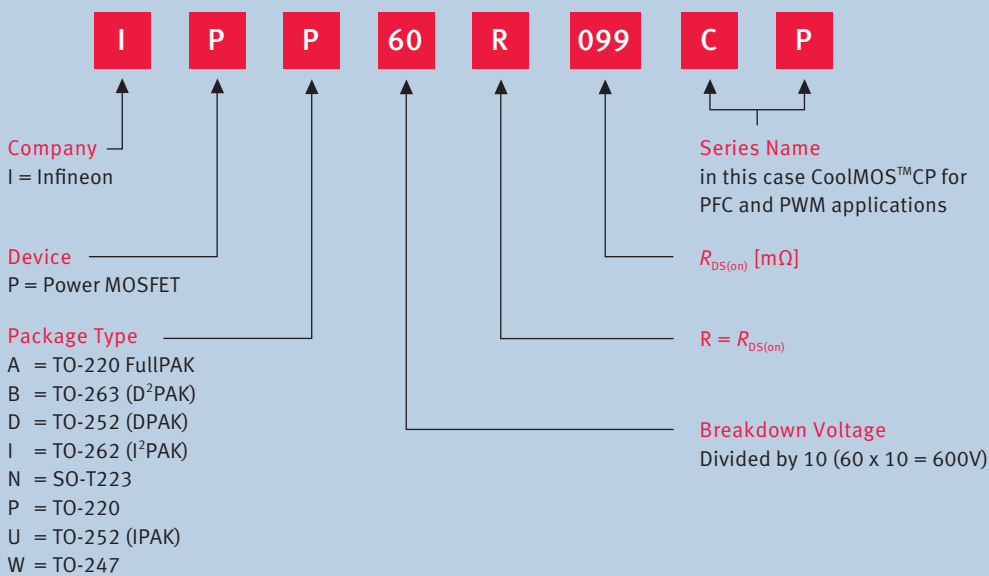 I P P 60 R 099 C P
Company
I = Infineon
Device
P = Power MOSFET
Package Type
A = TO-220 FullPAK
B = TO-263 (D²PAK)
D = TO-252 (DPAK)
I = TO-262 (I²PAK)
N = SO-T223
P = TO-220
U = TO-252 (IPAK)
W = TO-247
Series Name
in this case CoolMOS™CP for
PFC and PWM applications
R_DS(on) [mΩ]
R = R_DS(on)
Breakdown Voltage
Divided by 10 (60 x 10 = 600V)